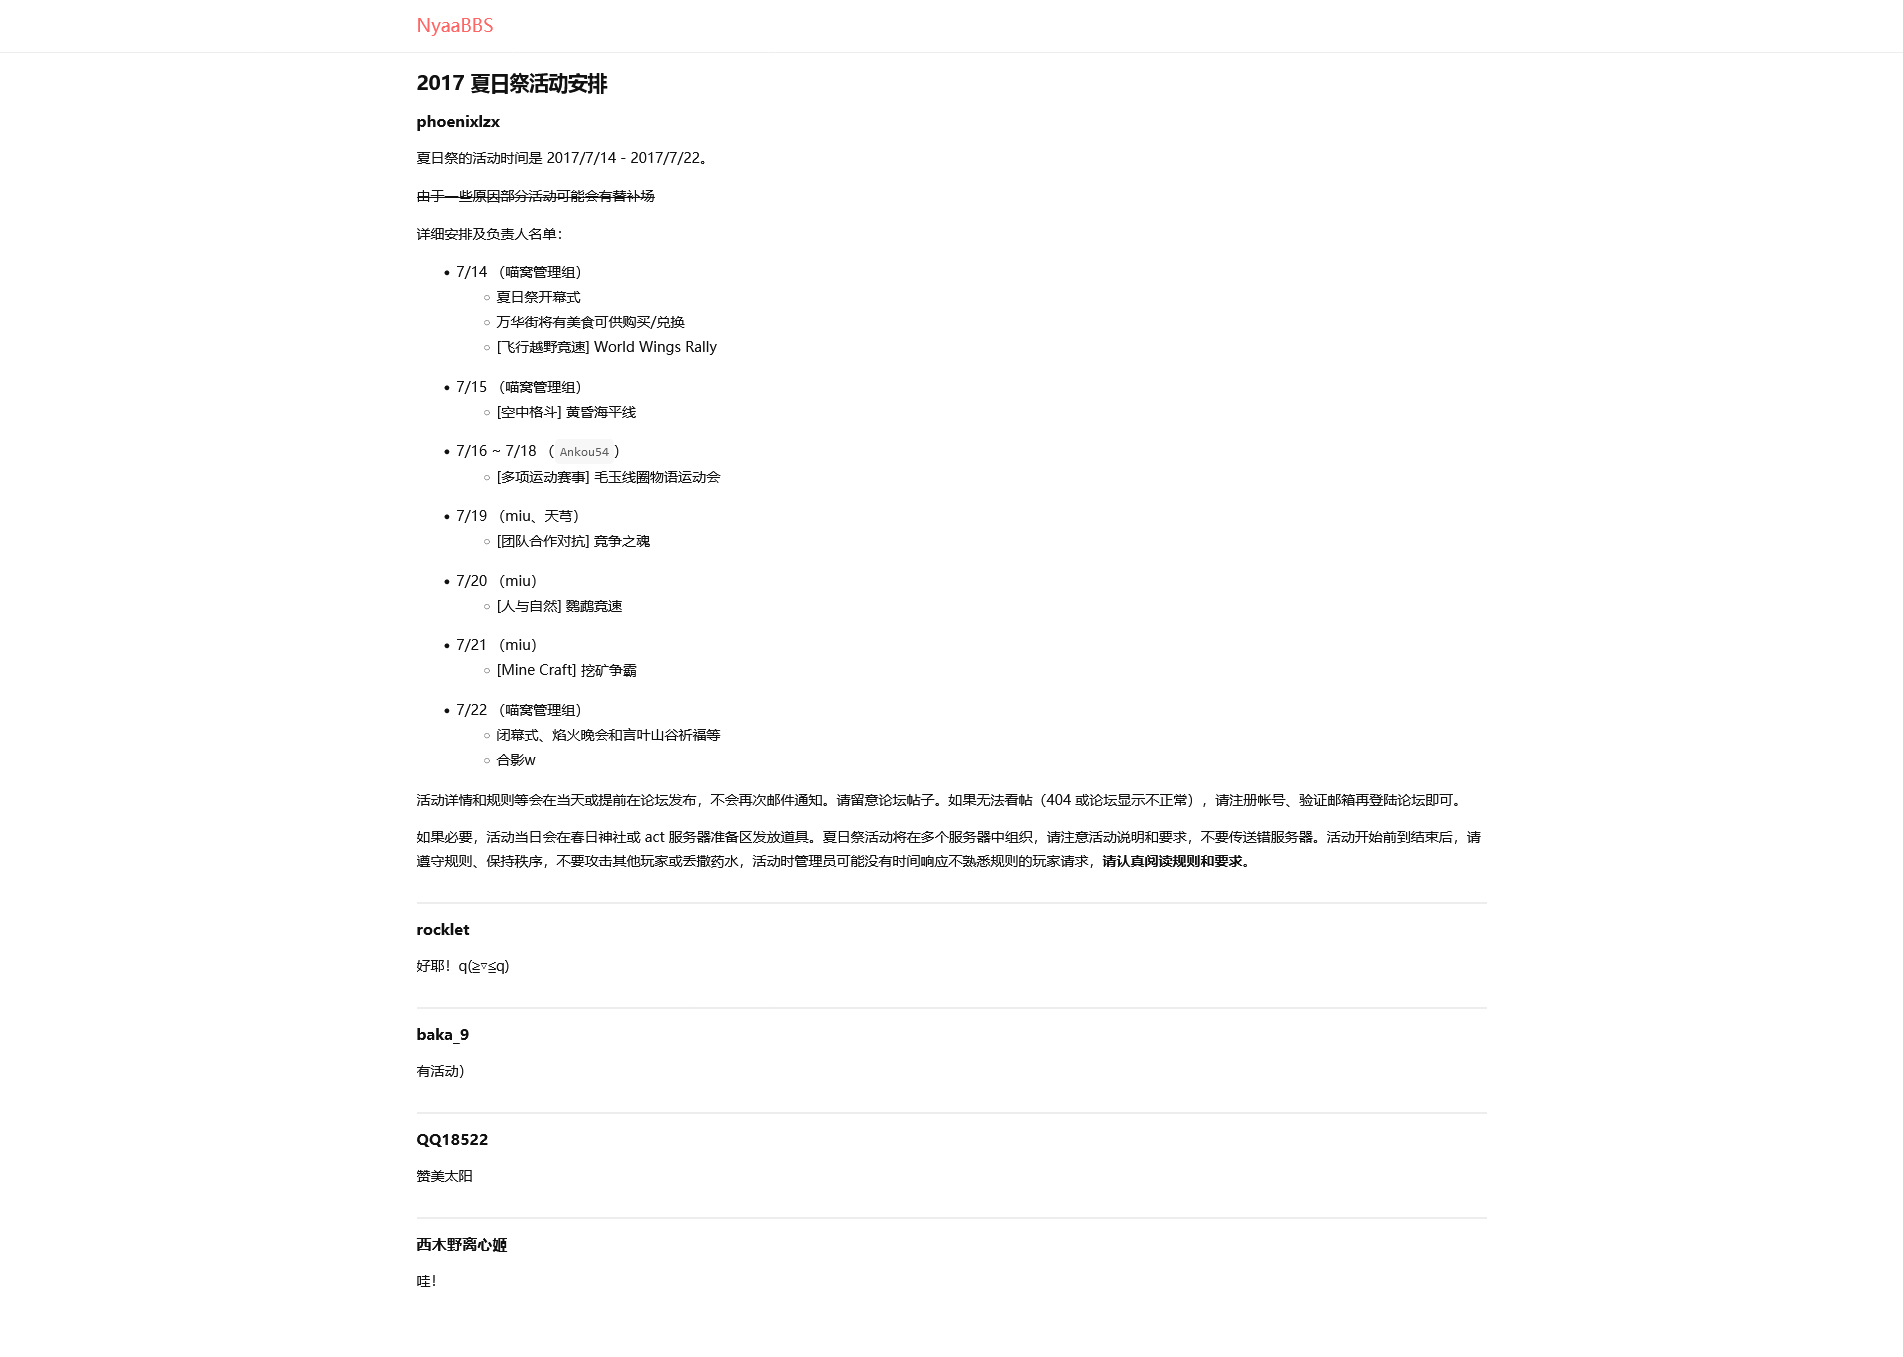 NyaaBBS
2017 夏日祭活动安排
phoenixlzx
夏日祭的活动时间是 2017/7/14 - 2017/7/22。
由于一些原因部分活动可能会有替补场
详细安排及负责人名单：
• 7/14 （喵窝管理组）
○ 夏日祭开幕式
○ 万华街将有美食可供购买/兑换
○ [飞行越野竞速] World Wings Rally
• 7/15 （喵窝管理组）
○ [空中格斗] 黄昏海平线
• 7/16 ~ 7/18 （ Ankou54 ）
○ [多项运动赛事] 毛玉线圈物语运动会
• 7/19 （miu、天芎）
○ [团队合作对抗] 竞争之魂
• 7/20 （miu）
○ [人与自然] 鹦鹉竞速
• 7/21 （miu）
○ [Mine Craft] 挖矿争霸
• 7/22 （喵窝管理组）
○ 闭幕式、焰火晚会和言叶山谷祈福等
○ 合影w
活动详情和规则等会在当天或提前在论坛发布，不会再次邮件通知。请留意论坛帖子。如果无法看帖（404 或论坛显示不正常），请注册帐号、验证邮箱再登陆论坛即可。
如果必要，活动当日会在春日神社或 act 服务器准备区发放道具。夏日祭活动将在多个服务器中组织，请注意活动说明和要求，不要传送错服务器。活动开始前到结束后，请
遵守规则、保持秩序，不要攻击其他玩家或丢撒药水，活动时管理员可能没有时间响应不熟悉规则的玩家请求，请认真阅读规则和要求。
rocklet
好耶！q(≧▽≦q)
baka_9
有活动）
QQ18522
赞美太阳
西木野离心姬
哇！